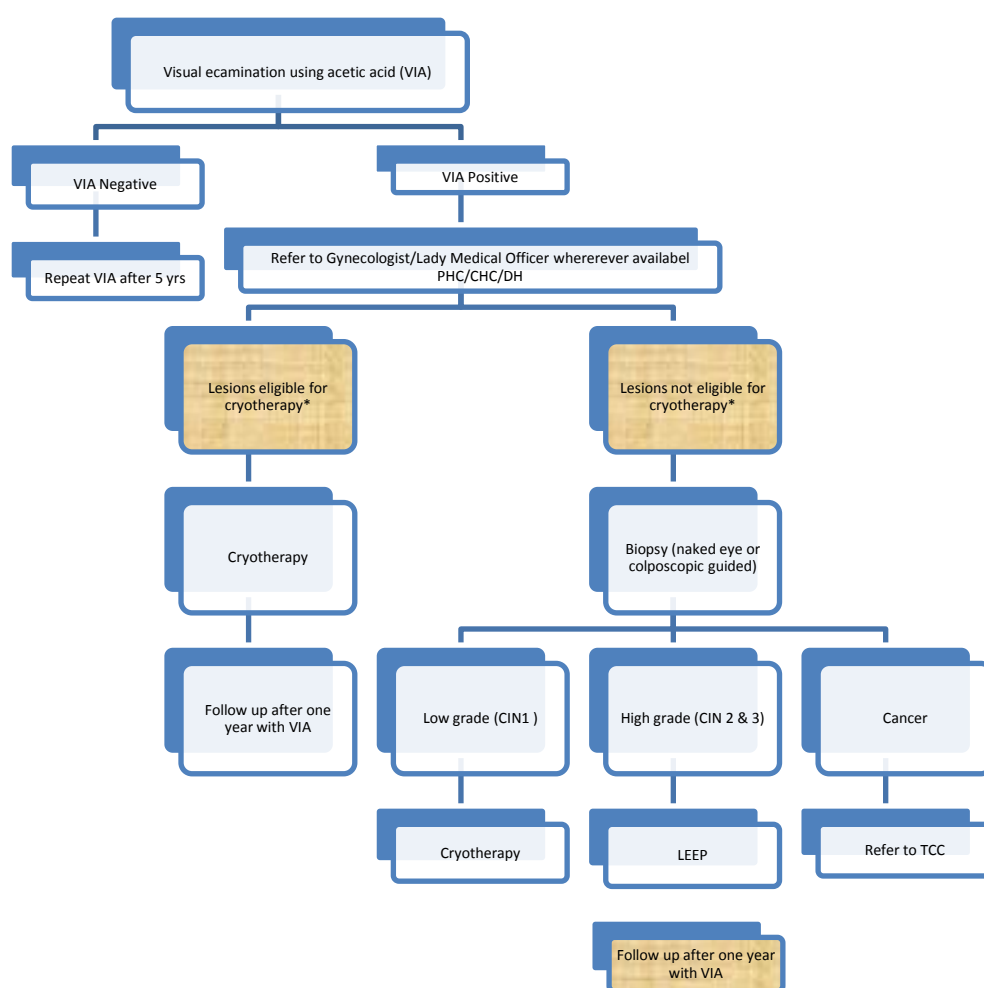 Visual ecamination using acetic acid (VIA)
VIA Negative
VIA Positive
Repeat VIA after 5 yrs
Refer to Gynecologist/Lady Medical Officer whererever availabel
PHC/CHC/DH
Lesions eligible for
cryotherapy*
Lesions not eligible for
cryotherapy*
Cryotherapy
Biopsy (naked eye or
colposcopic guided)
Follow up after one
year with VIA
Low grade (CIN1 )
High grade (CIN 2 & 3)
Cancer
Cryotherapy
LEEP
Refer to TCC
Follow up after one year
with VIA